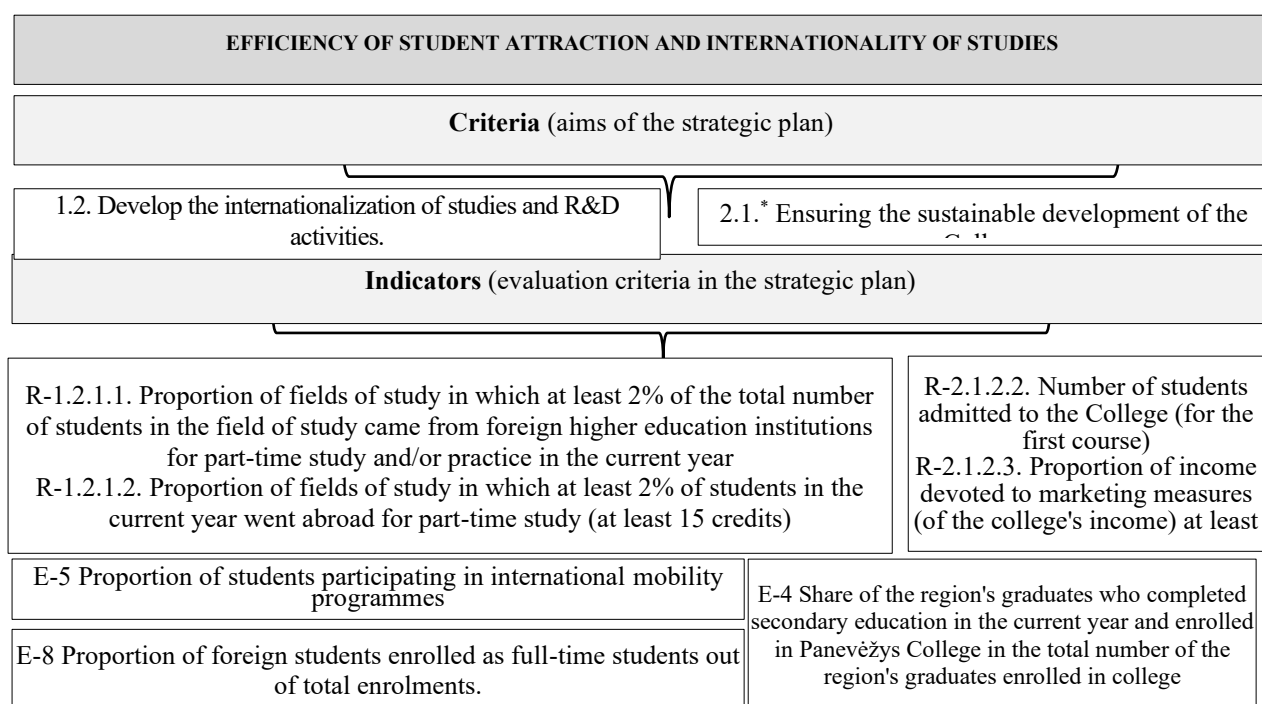 EFFICIENCY OF STUDENT ATTRACTION AND INTERNATIONALITY OF STUDIES
Criteria (aims of the strategic plan)
1.2. Develop the internationalization of studies and R&D
activities.
2.1.* Ensuring the sustainable development of the
Indicators (evaluation criteria in the strategic plan)
R-1.2.1.1. Proportion of fields of study in which at least 2% of the total number
of students in the field of study came from foreign higher education institutions
for part-time study and/or practice in the current year
R-1.2.1.2. Proportion of fields of study in which at least 2% of students in the
current year went abroad for part-time study (at least 15 credits)
R-2.1.2.2. Number of students
admitted to the College (for the
first course)
R-2.1.2.3. Proportion of income
devoted to marketing measures
(of the college's income) at least
E-5 Proportion of students participating in international mobility
programmes
E-8 Proportion of foreign students enrolled as full-time students out
of total enrolments.
E-4 Share of the region's graduates who completed
secondary education in the current year and enrolled
in Panevėžys College in the total number of the
region's graduates enrolled in college